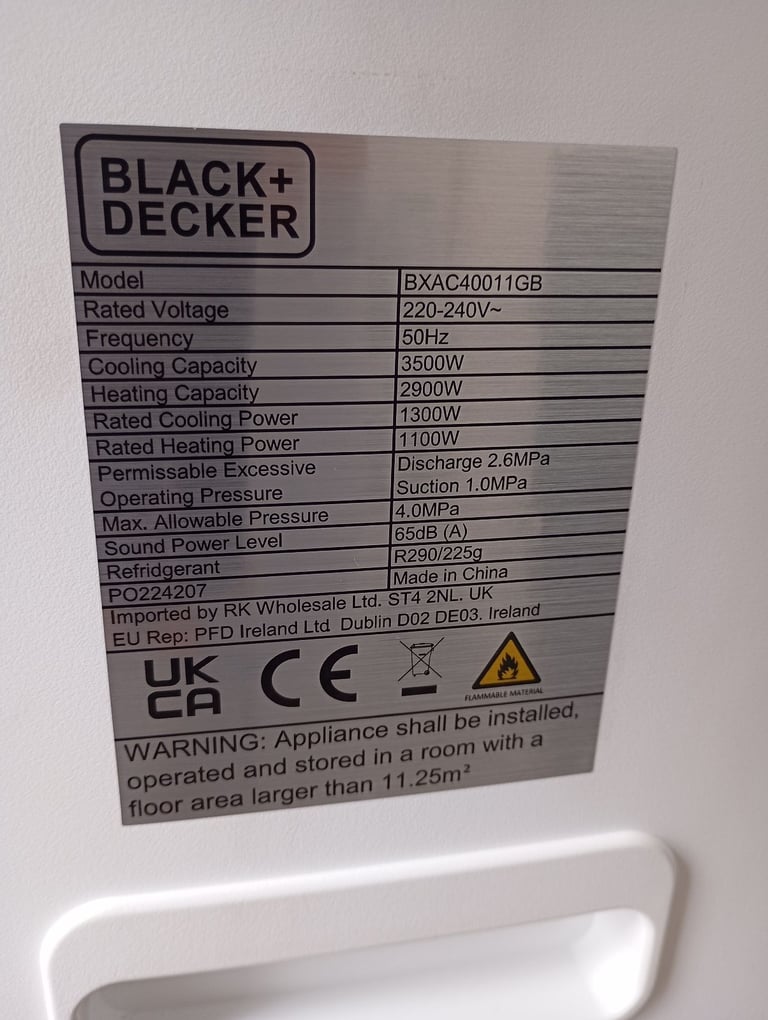 BLACK+
DECKER
Model BXAC40011GB
Rated Voltage 220-240V~
Frequency 50Hz
Cooling Capacity 3500W
Heating Capacity 2900W
Rated Cooling Power 1300W
Rated Heating Power 1100W
Permissable Excessive Discharge 2.6MPa
Operating Pressure Suction 1.0MPa
Max. Allowable Pressure 4.0MPa
Sound Power Level 65dB (A)
Refridgerant R290/225g
PO224207 Made in China
Imported by RK Wholesale Ltd. ST4 2NL. UK
EU Rep: PFD Ireland Ltd Dublin D02 DE03. Ireland
UK
CA CE
FLAMMABLE MATERIAL
WARNING: Appliance shall be installed,
operated and stored in a room with a
floor area larger than 11.25m²